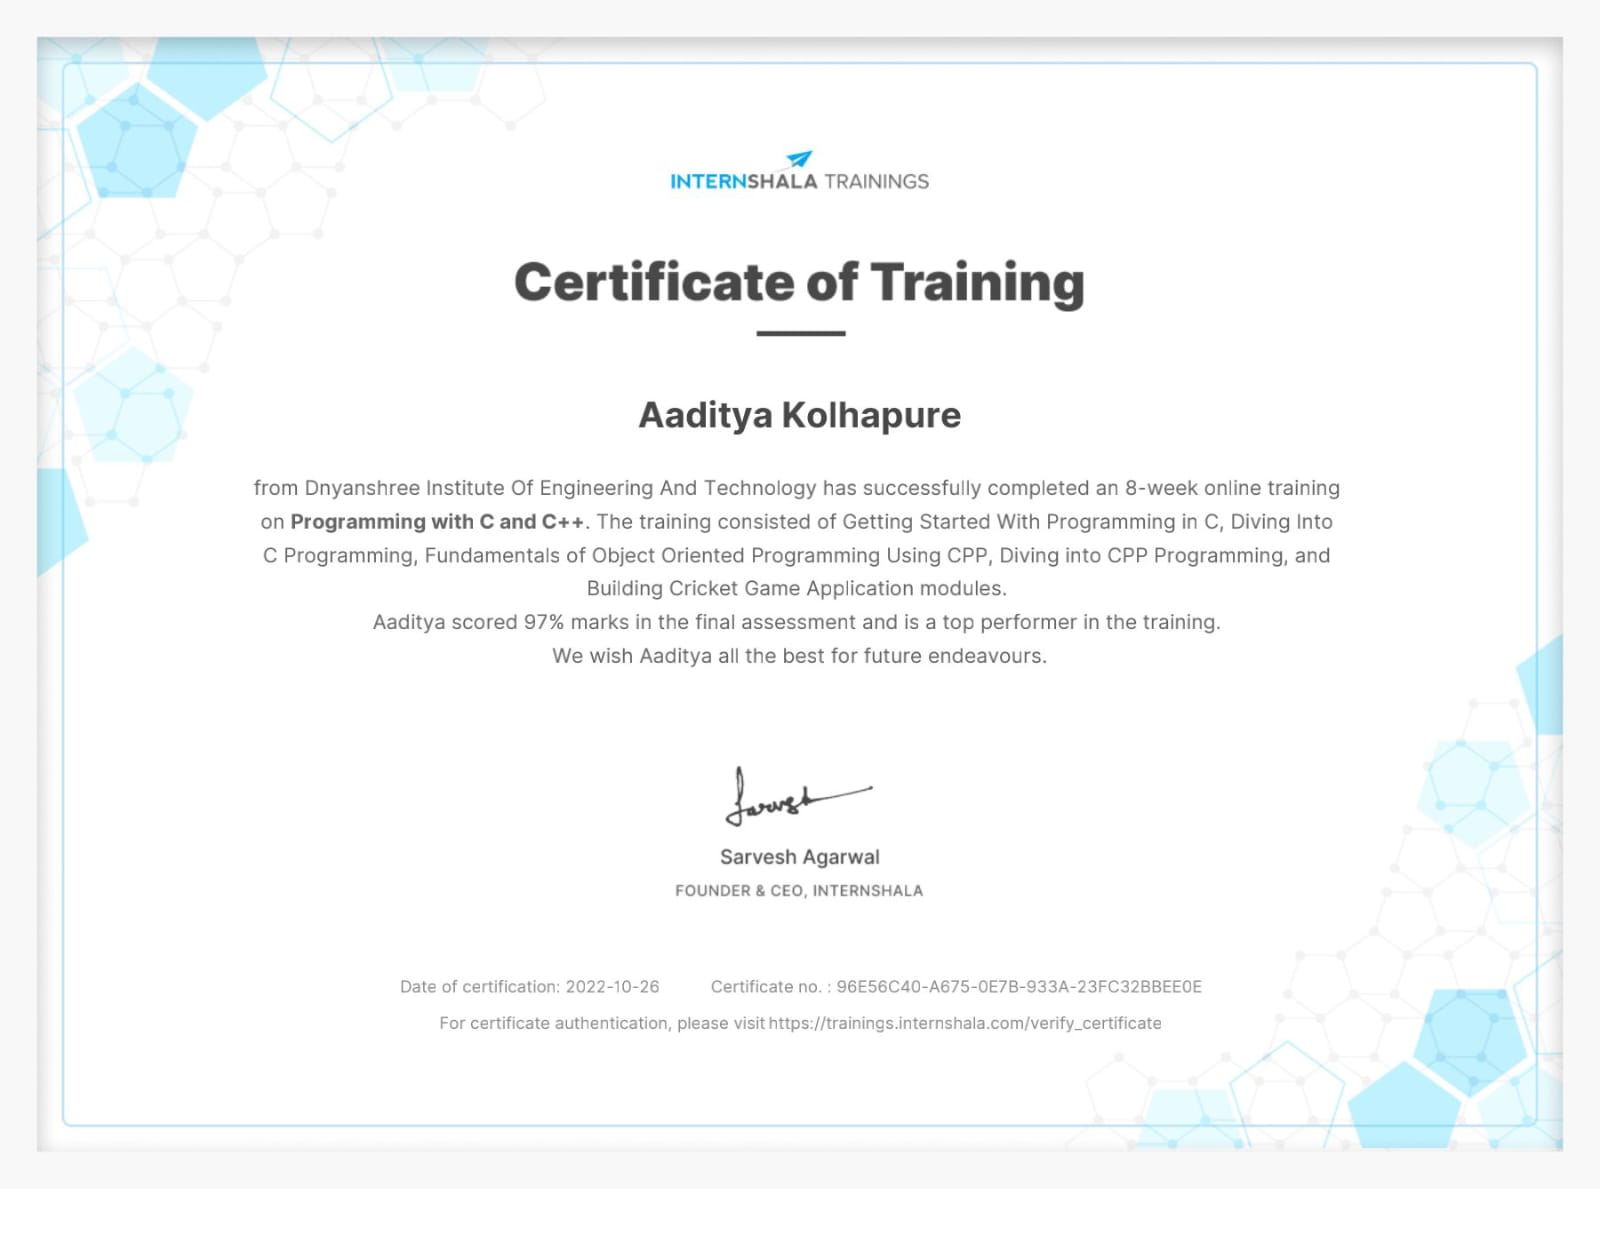 INTERNSHALA TRAININGS
Certificate of Training
Aaditya Kolhapure
from Dnyanshree Institute Of Engineering And Technology has successfully completed an 8-week online training
on Programming with C and C++. The training consisted of Getting Started With Programming in C, Diving Into
C Programming, Fundamentals of Object Oriented Programming Using CPP, Diving into CPP Programming, and
Building Cricket Game Application modules.
Aaditya scored 97% marks in the final assessment and is a top performer in the training.
We wish Aaditya all the best for future endeavours.
Sarvesh
Sarvesh Agarwal
FOUNDER & CEO, INTERNSHALA
Date of certification: 2022-10-26 Certificate no. : 96E56C40-A675-0E7B-933A-23FC32BBEE0E
For certificate authentication, please visit https://trainings.internshala.com/verify_certificate